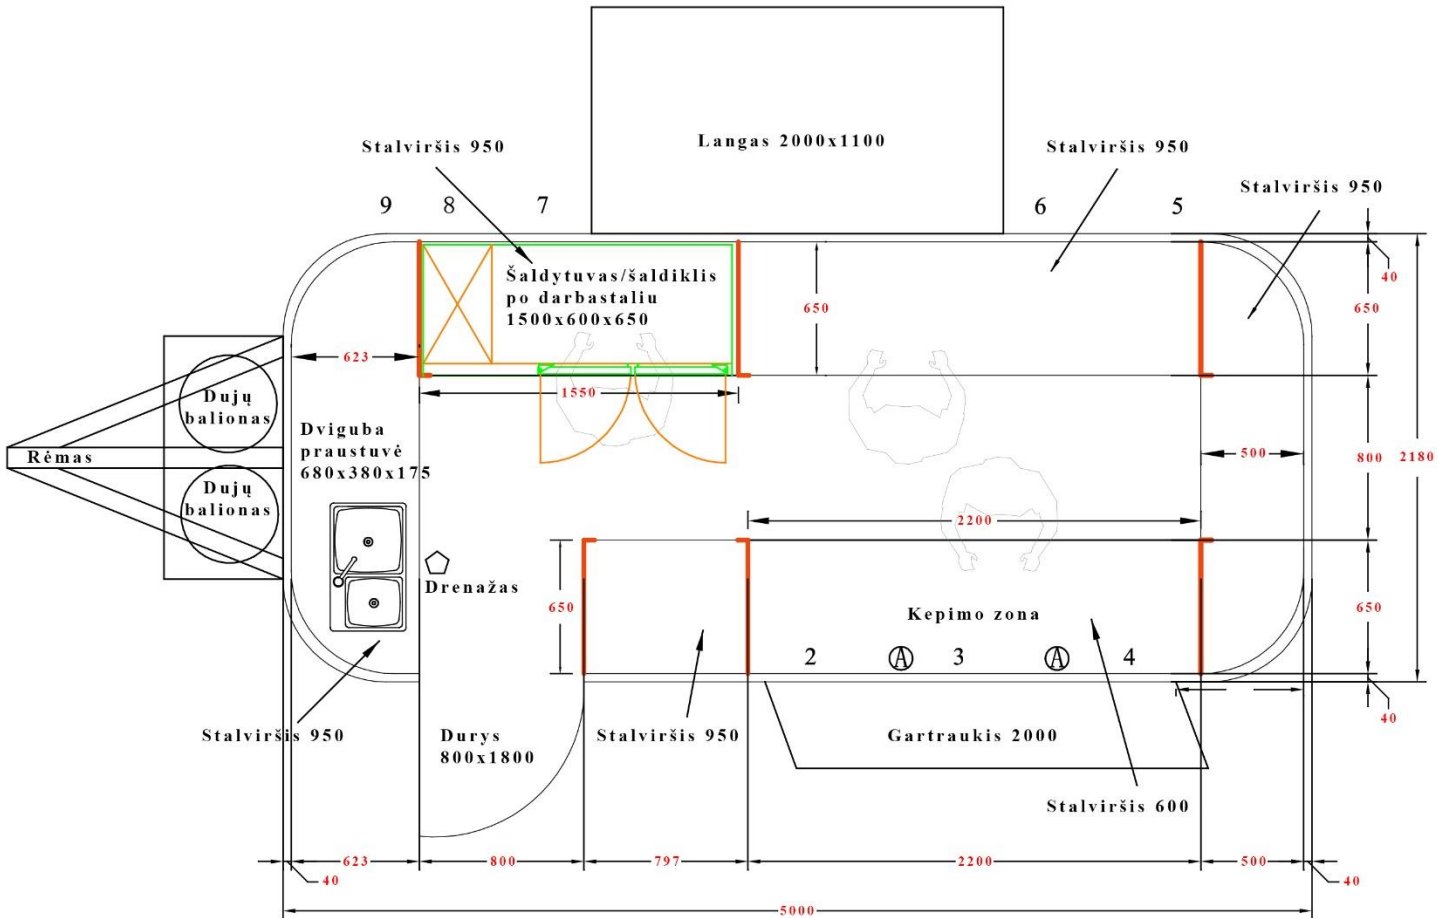 Langas 2000x1100
Stalviršis 950
Stalviršis 950
Stalviršis 950
9
8
7
6
5
40
Šaldytuvas/šaldiklis
po darbastaliu
1500x600x650
650
650
623
1550
Dujų
balionas
Dviguba
praustuvė
680x380x175
Rėmas
500
800
2180
Dujų
balionas
2200
Drenažas
650
Kepimo zona
650
2
A
3
A
4
40
Stalviršis 950
Durys
800x1800
Stalviršis 950
Gartraukis 2000
Stalviršis 600
623
800
797
2200
500
40
40
5000